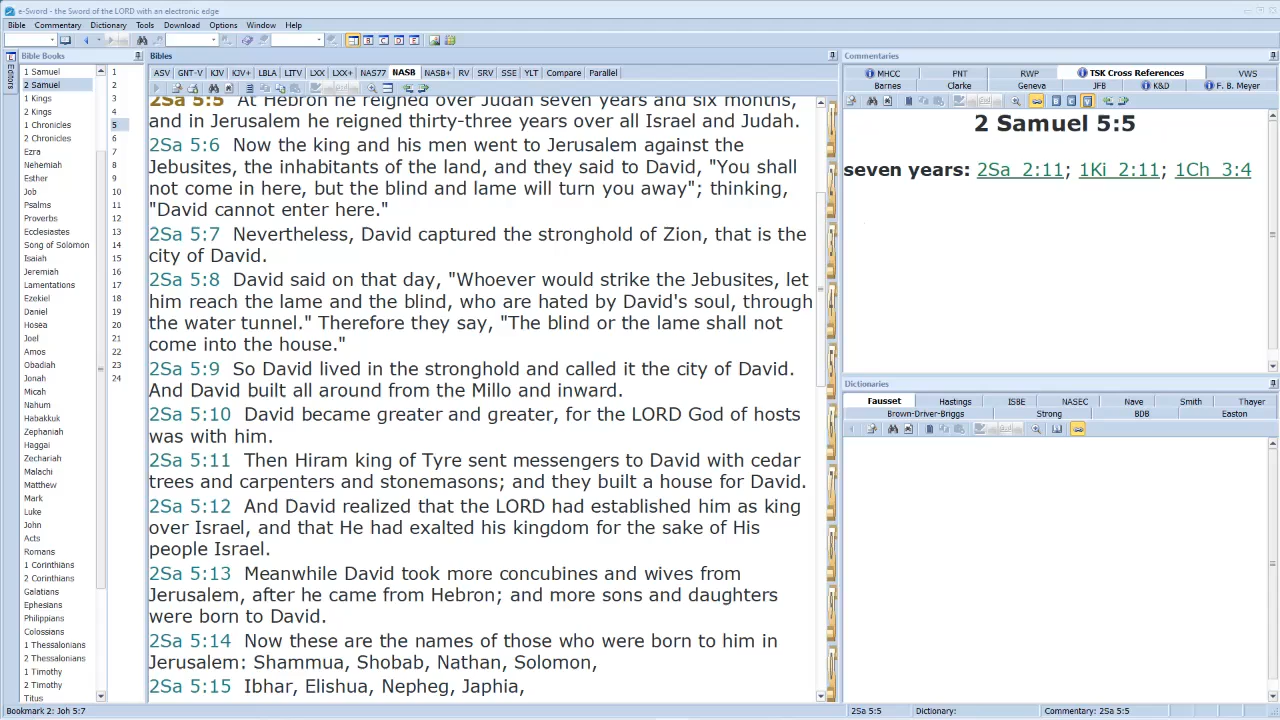 e-Sword - the Sword of the LORD with an electronic edge
Bible Commentary Dictionary Tools Download Options Window Help
Bible Books
Editors
1 Samuel
2 Samuel
1 Kings
2 Kings
1 Chronicles
2 Chronicles
Ezra
Nehemiah
Esther
Job
Psalms
Proverbs
Ecclesiastes
Song of Solomon
Isaiah
Jeremiah
Lamentations
Ezekiel
Daniel
Hosea
Joel
Amos
Obadiah
Jonah
Micah
Nahum
Habakkuk
Zephaniah
Haggai
Zechariah
Malachi
Matthew
Mark
Luke
John
Acts
Romans
1 Corinthians
2 Corinthians
Galatians
Ephesians
Philippians
Colossians
1 Thessalonians
2 Thessalonians
1 Timothy
2 Timothy
Titus
1
2
3
4
5
6
7
8
9
10
11
12
13
14
15
16
17
18
19
20
21
22
23
24
Bibles
ASV GNT-V KJV KJV+ LBLA LITV LXX LXX+ NAS77 NASB NASB+ RV SRV SSE YLT Compare Parallel
2Sa 5:5 At Hebron he reigned over Judah seven years and six months,
and in Jerusalem he reigned thirty-three years over all Israel and Judah.
2Sa 5:6 Now the king and his men went to Jerusalem against the
Jebusites, the inhabitants of the land, and they said to David, "You shall
not come in here, but the blind and lame will turn you away"; thinking,
"David cannot enter here."
2Sa 5:7 Nevertheless, David captured the stronghold of Zion, that is the
city of David.
2Sa 5:8 David said on that day, "Whoever would strike the Jebusites, let
him reach the lame and the blind, who are hated by David's soul, through
the water tunnel." Therefore they say, "The blind or the lame shall not
come into the house."
2Sa 5:9 So David lived in the stronghold and called it the city of David.
And David built all around from the Millo and inward.
2Sa 5:10 David became greater and greater, for the LORD God of hosts
was with him.
2Sa 5:11 Then Hiram king of Tyre sent messengers to David with cedar
trees and carpenters and stonemasons; and they built a house for David.
2Sa 5:12 And David realized that the LORD had established him as king
over Israel, and that He had exalted his kingdom for the sake of His
people Israel.
2Sa 5:13 Meanwhile David took more concubines and wives from
Jerusalem, after he came from Hebron; and more sons and daughters
were born to David.
2Sa 5:14 Now these are the names of those who were born to him in
Jerusalem: Shammua, Shobab, Nathan, Solomon,
2Sa 5:15 Ibhar, Elishua, Nepheg, Japhia,
Commentaries
MHCC PNT RWP TSK Cross References VWS
Barnes Clarke Geneva JFB K&D F. B. Meyer
2 Samuel 5:5
seven years: 2Sa_2:11; 1Ki_2:11; 1Ch_3:4
Dictionaries
Fausset Hastings ISBE NASEC Nave Smith Thayer
Brown-Driver-Briggs Strong BDB Easton
Bookmark 2: Joh 5:7
2Sa 5:5 Dictionary: Commentary: 2Sa 5:5